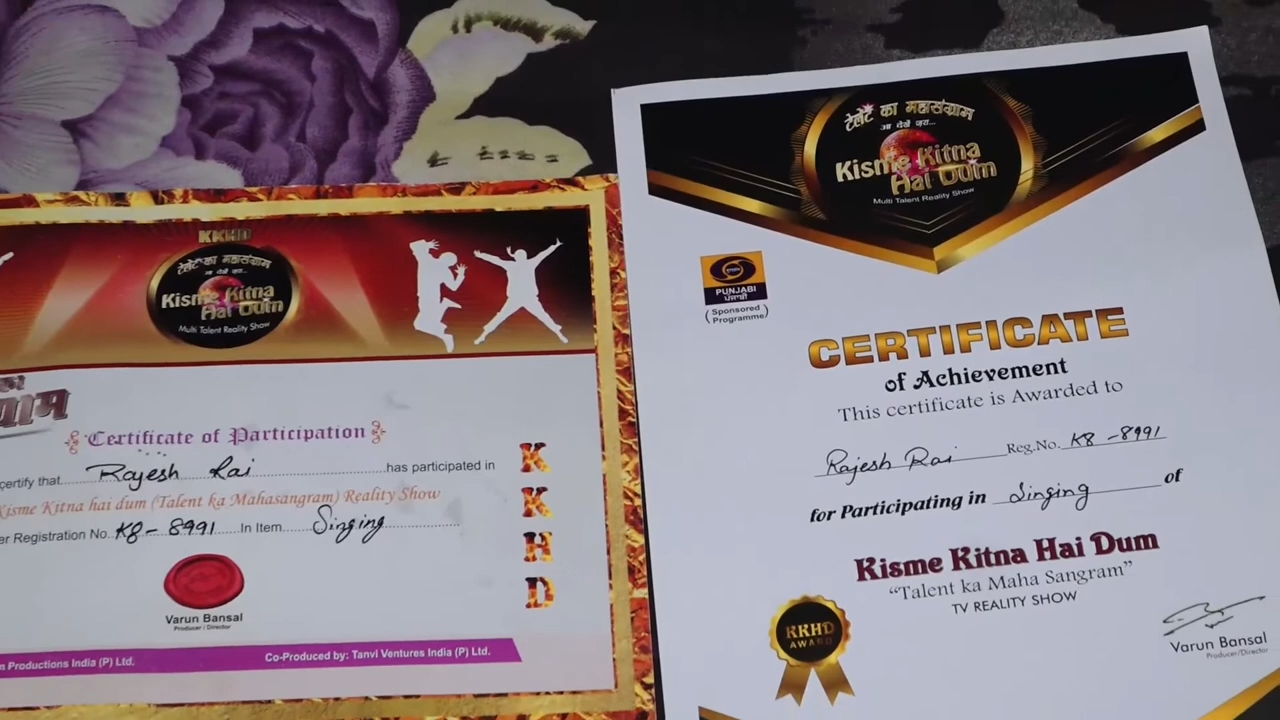 KKHD
टेलेंट का महासंग्राम
आ देखें ज़रा...
Kisme Kitna
Hai Dum
Multi Talent Reality Show
का
ग्राम
Certificate of Participation
certify that Rajesh Rai has participated in
Kisme Kitna hai dum (Talent ka Mahasangram) Reality Show
er Registration No. K8-8991 In Item Singing
K
K
H
D
Varun Bansal
Producer / Director
Productions India (P) Ltd.
Co-Produced by: Tanvi Ventures India (P) Ltd.
टेलेंट का महासंग्राम
आ देखें ज़रा...
Kisme Kitna
Hai Dum
Multi Talent Reality Show
PUNJABI
ਪੰਜਾਬੀ
(Sponsored
Programme)
CERTIFICATE
of Achievement
This certificate is Awarded to
Rajesh Rai Reg.No. K8-8991
for Participating in Singing of
Kisme Kitna Hai Dum
“Talent ka Maha Sangram”
TV REALITY SHOW
KKHD
AWARD
Varun Bansal
Producer/Director